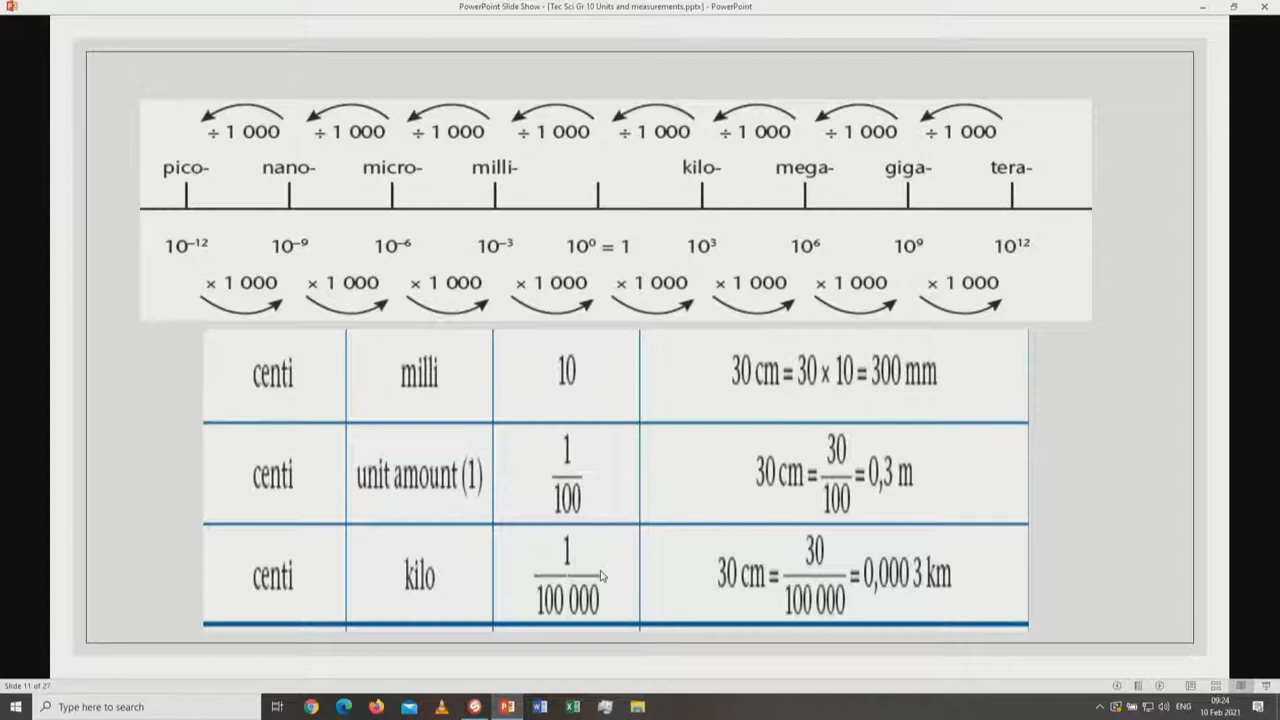 PowerPoint Slide Show - [Tec Sci Gr 10 Units and measurements.pptx] - PowerPoint
÷ 1 000 ÷ 1 000 ÷ 1 000 ÷ 1 000 ÷ 1 000 ÷ 1 000 ÷ 1 000 ÷ 1 000
pico- nano- micro- milli- kilo- mega- giga- tera-
10⁻¹² 10⁻⁹ 10⁻⁶ 10⁻³ 10⁰ = 1 10³ 10⁶ 10⁹ 10¹²
× 1 000 × 1 000 × 1 000 × 1 000 × 1 000 × 1 000 × 1 000 × 1 000
centi milli 10 30 cm = 30 x 10 = 300 mm
centi unit amount (1) 1/100 30 cm = 30/100 = 0,3 m
centi kilo 1/100 000 30 cm = 30/100 000 = 0,000 3 km
Slide 11 of 27
Type here to search
ENG
09:24
10 Feb 2021